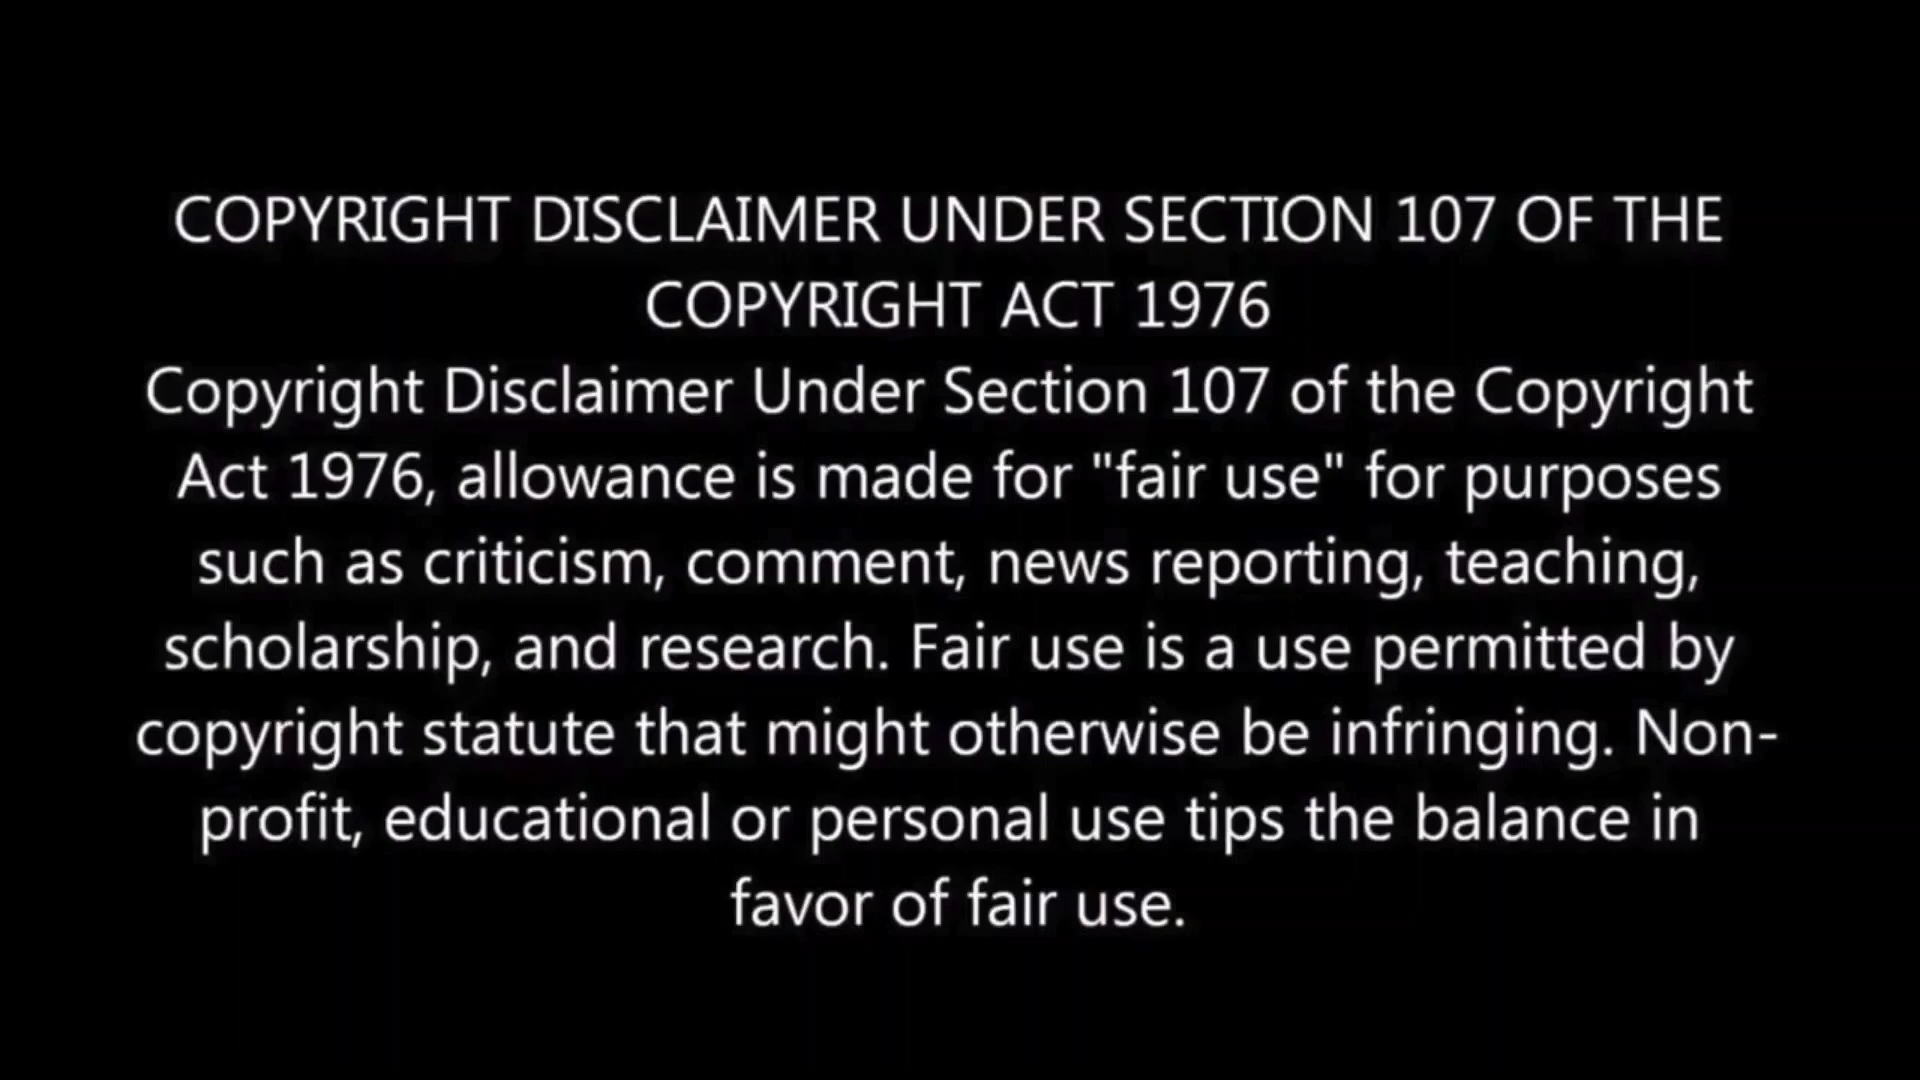 COPYRIGHT DISCLAIMER UNDER SECTION 107 OF THE
COPYRIGHT ACT 1976
Copyright Disclaimer Under Section 107 of the Copyright
Act 1976, allowance is made for "fair use" for purposes
such as criticism, comment, news reporting, teaching,
scholarship, and research. Fair use is a use permitted by
copyright statute that might otherwise be infringing. Non-
profit, educational or personal use tips the balance in
favor of fair use.